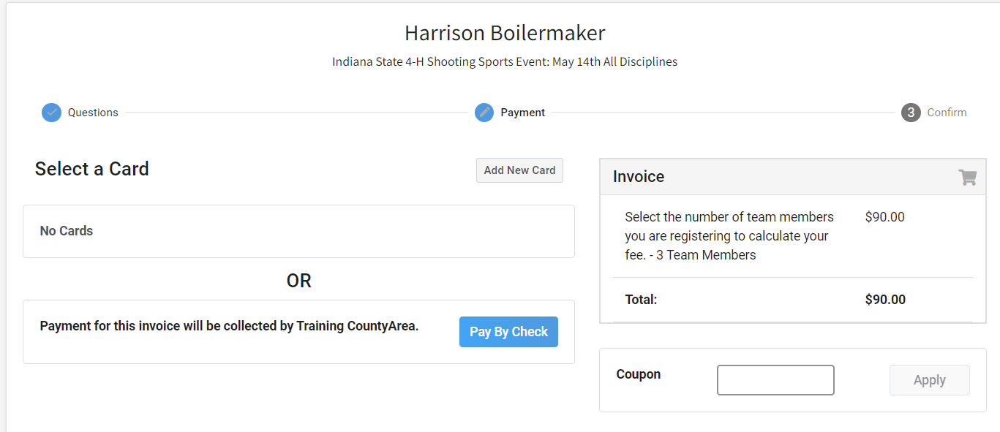 Harrison Boilermaker
Indiana State 4-H Shooting Sports Event: May 14th All Disciplines
Questions
Payment
3 Confirm
Select a Card
Add New Card
No Cards
OR
Payment for this invoice will be collected by Training CountyArea.
Pay By Check
Invoice
Select the number of team members $90.00
you are registering to calculate your
fee. - 3 Team Members
Total: $90.00
Coupon
Apply